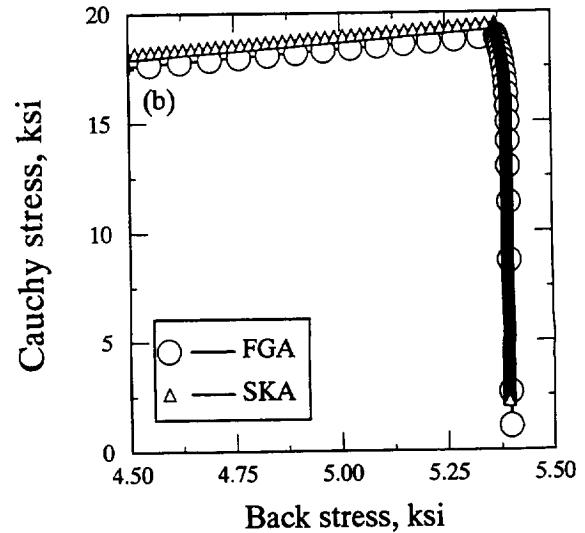 20
15
10
5
0
Cauchy stress, ksi
(b)
FGA
SKA
4.50 4.75 5.00 5.25 5.50
Back stress, ksi